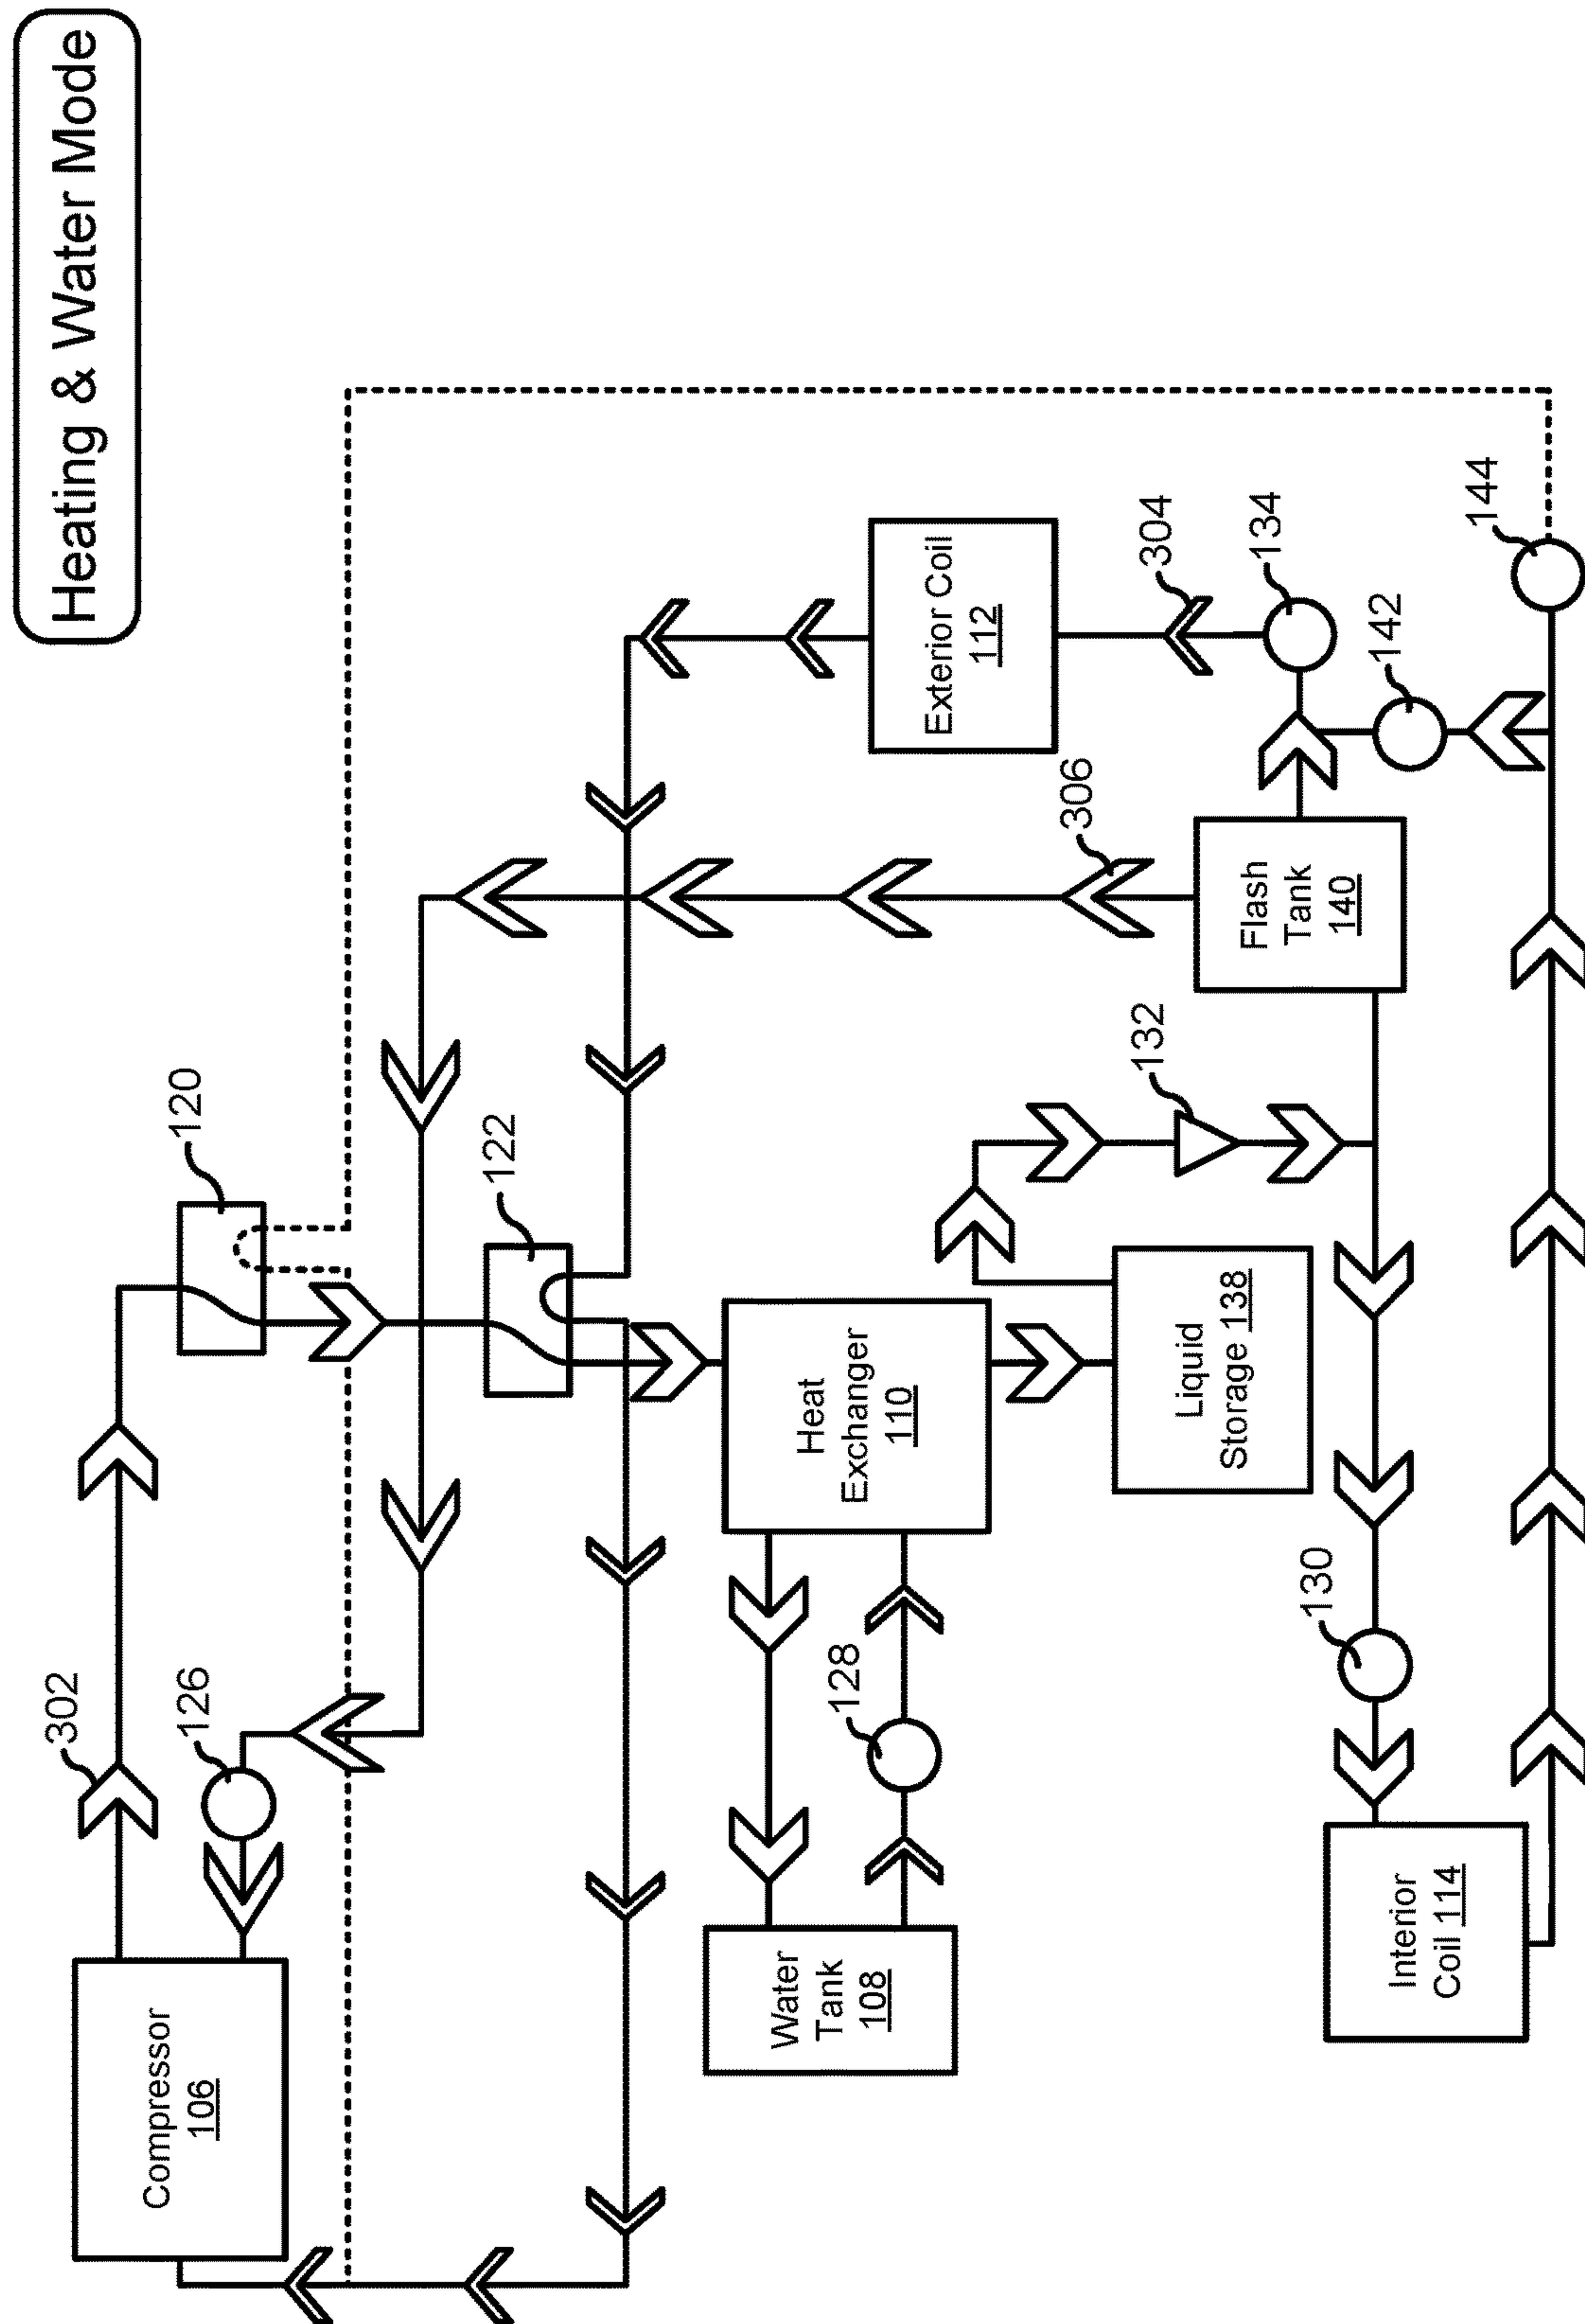 Heating & Water Mode
302
Compressor
106
126
120
122
Water
Tank
108
128
Heat
Exchanger
110
Exterior Coil
112
306
304
132
134
Liquid
Storage 138
Flash
Tank
140
130
142
144
Interior
Coil 114